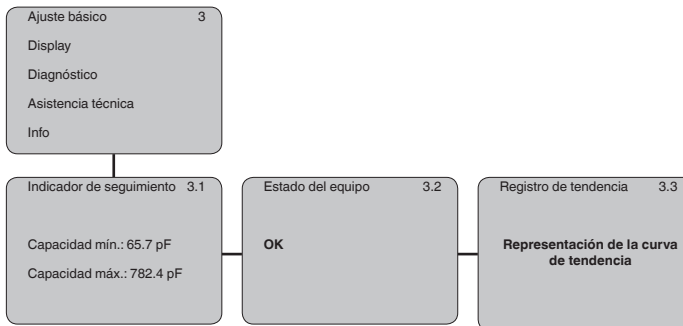 Ajuste básico 3
Display
Diagnóstico
Asistencia técnica
Info
Indicador de seguimiento 3.1
Capacidad mín.: 65.7 pF
Capacidad máx.: 782.4 pF
Estado del equipo 3.2
OK
Registro de tendencia 3.3
Representación de la curva
de tendencia